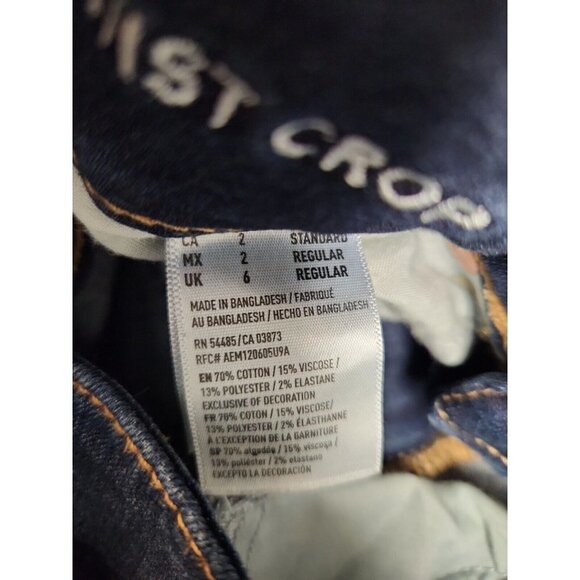 CROP
CA 2 STANDARD
MX 2 REGULAR
UK 6 REGULAR
MADE IN BANGLADESH / FABRIQUÉ
AU BANGLADESH / HECHO EN BANGLADESH
RN 54485 / CA 03873
RFC# AEM120605U9A
EN 70% COTTON / 15% VISCOSE /
13% POLYESTER / 2% ELASTANE
EXCLUSIVE OF DECORATION
FR 70% COTON / 15% VISCOSE/
13% POLYESTER / 2% ÉLASTHANNE
À L'EXCEPTION DE LA GARNITURE
SP 70% algodón / 15% viscosa /
13% poliéster / 2% elastano
EXCEPTO LA DECORACIÓN